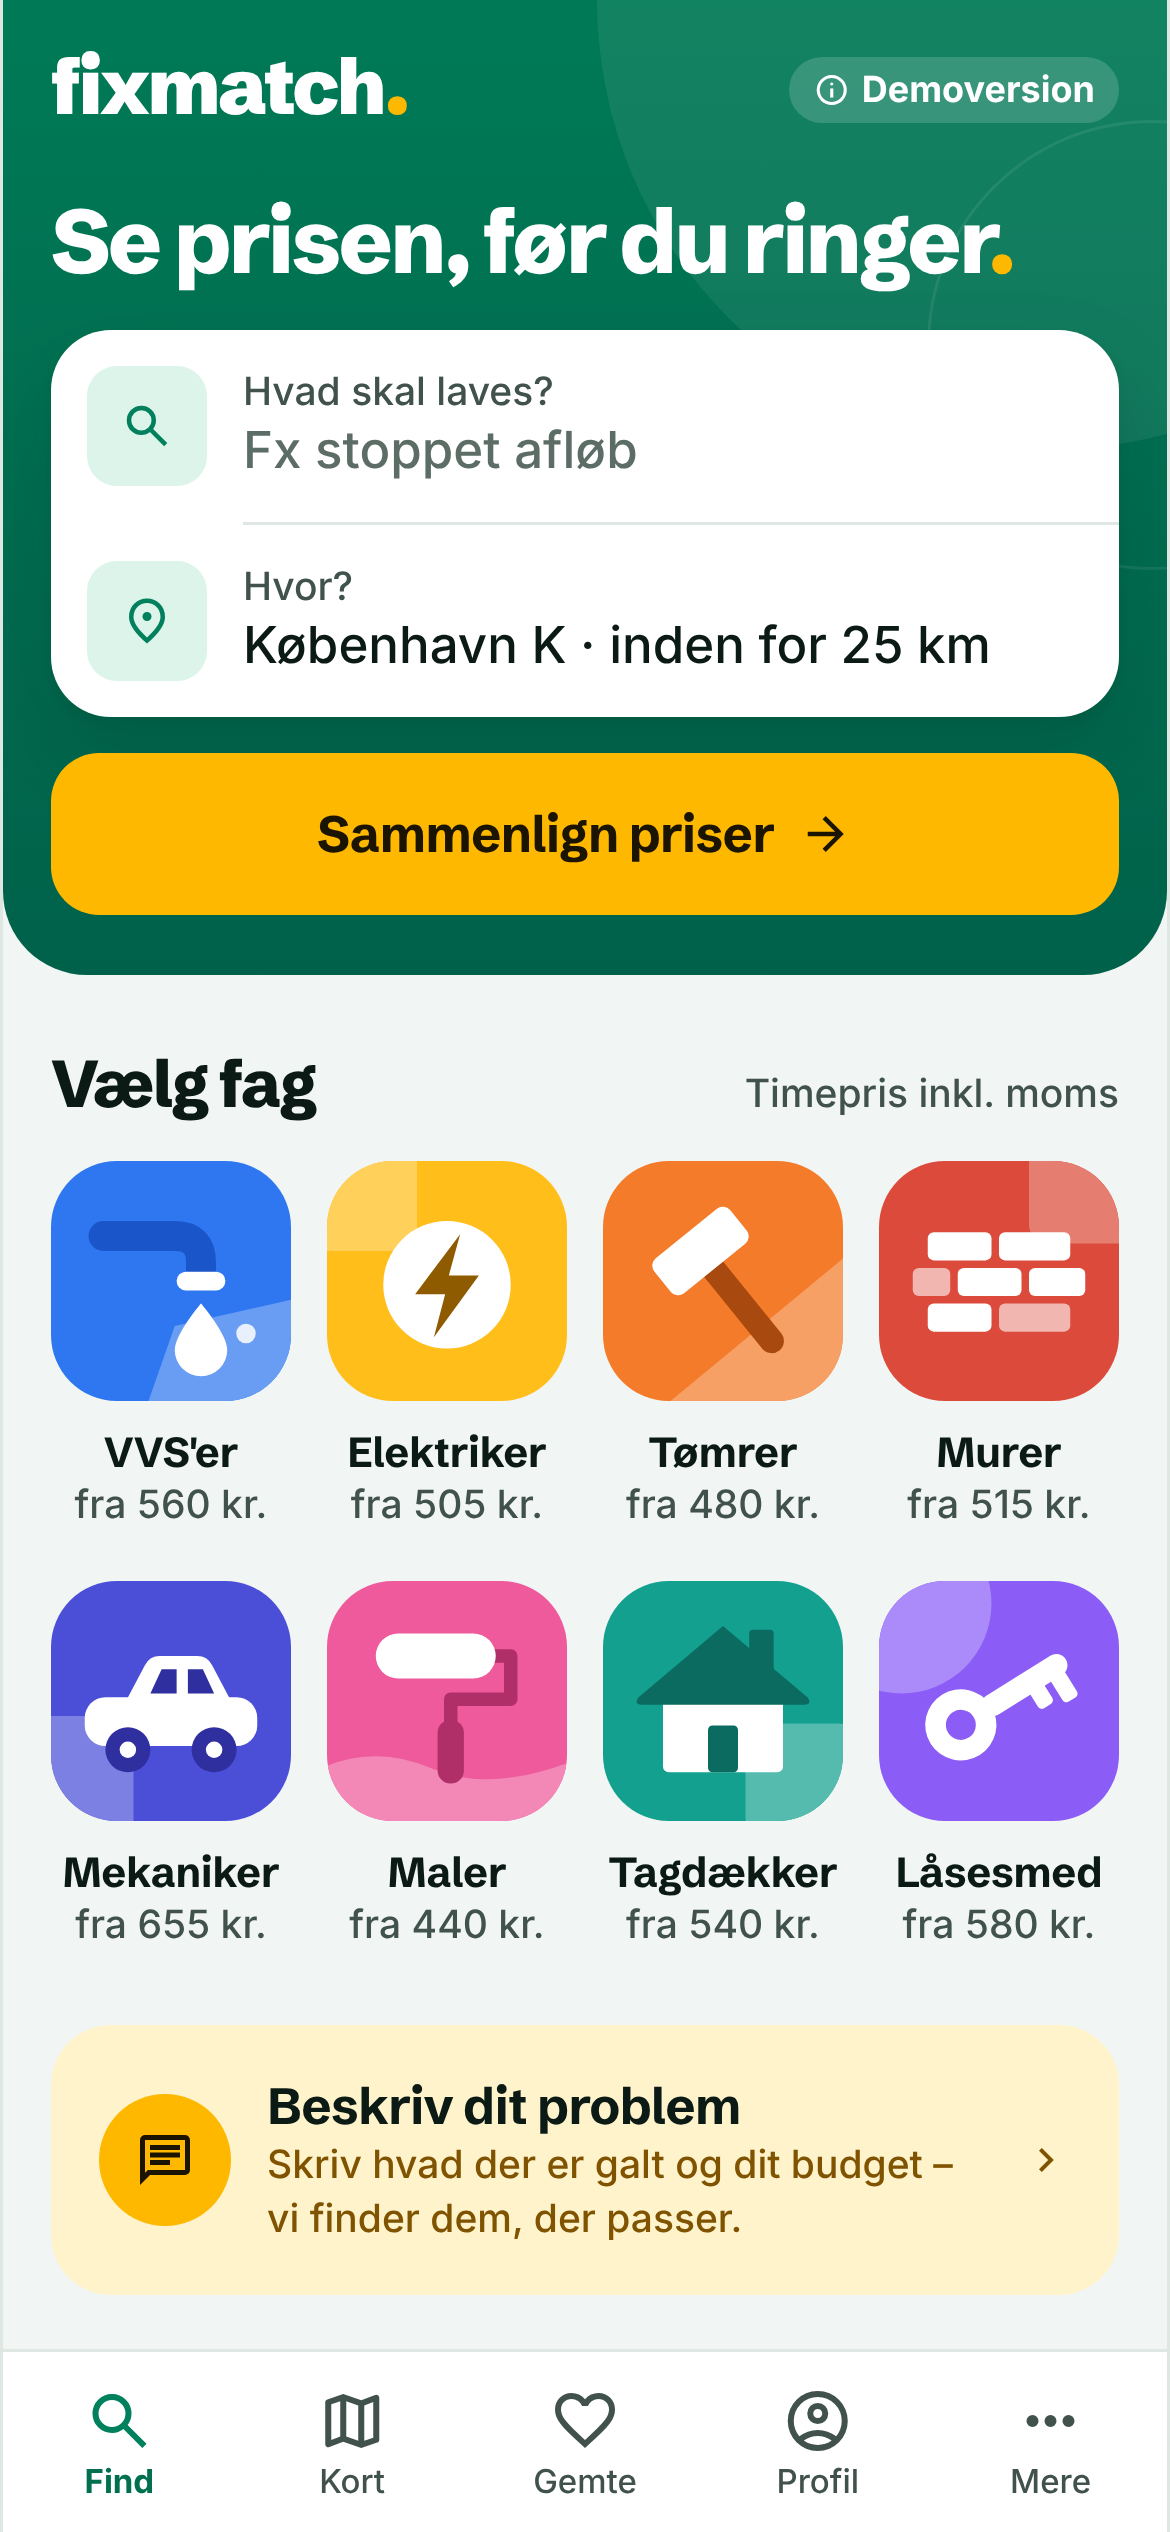 fixmatch.
Demoversion
Se prisen, før du ringer.
Hvad skal laves?
Fx stoppet afløb
Hvor?
København K · inden for 25 km
Sammenlign priser →
Vælg fag
Timepris inkl. moms
VVS'er
fra 560 kr.
Elektriker
fra 505 kr.
Tømrer
fra 480 kr.
Murer
fra 515 kr.
Mekaniker
fra 655 kr.
Maler
fra 440 kr.
Tagdækker
fra 540 kr.
Låsesmed
fra 580 kr.
Beskriv dit problem
Skriv hvad der er galt og dit budget –
vi finder dem, der passer.
Find
Kort
Gemte
Profil
Mere